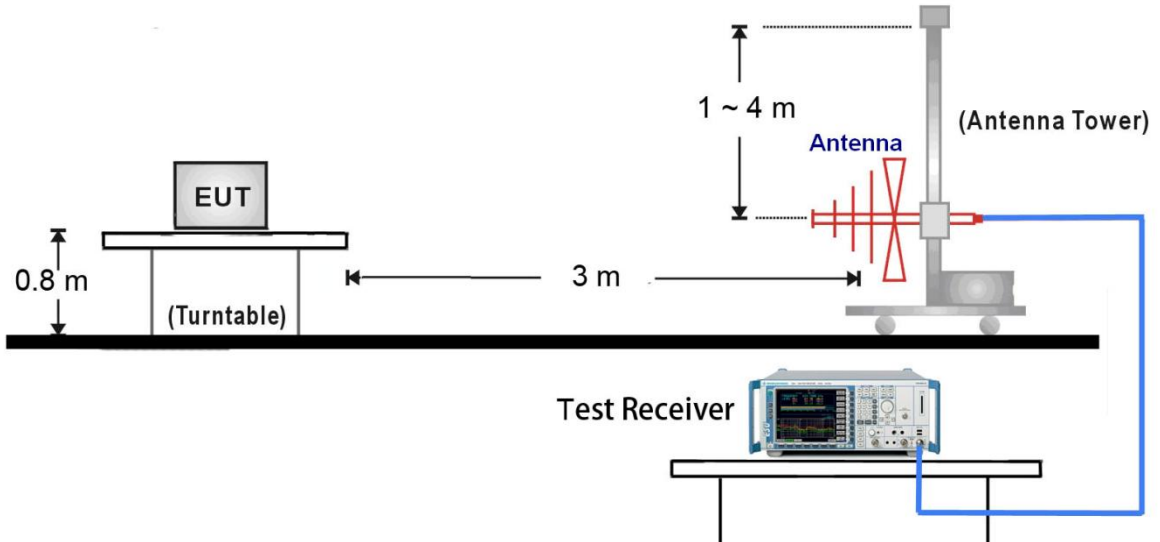 1 ~ 4 m
(Antenna Tower)
Antenna
EUT
0.8 m
3 m
(Turntable)
Test Receiver